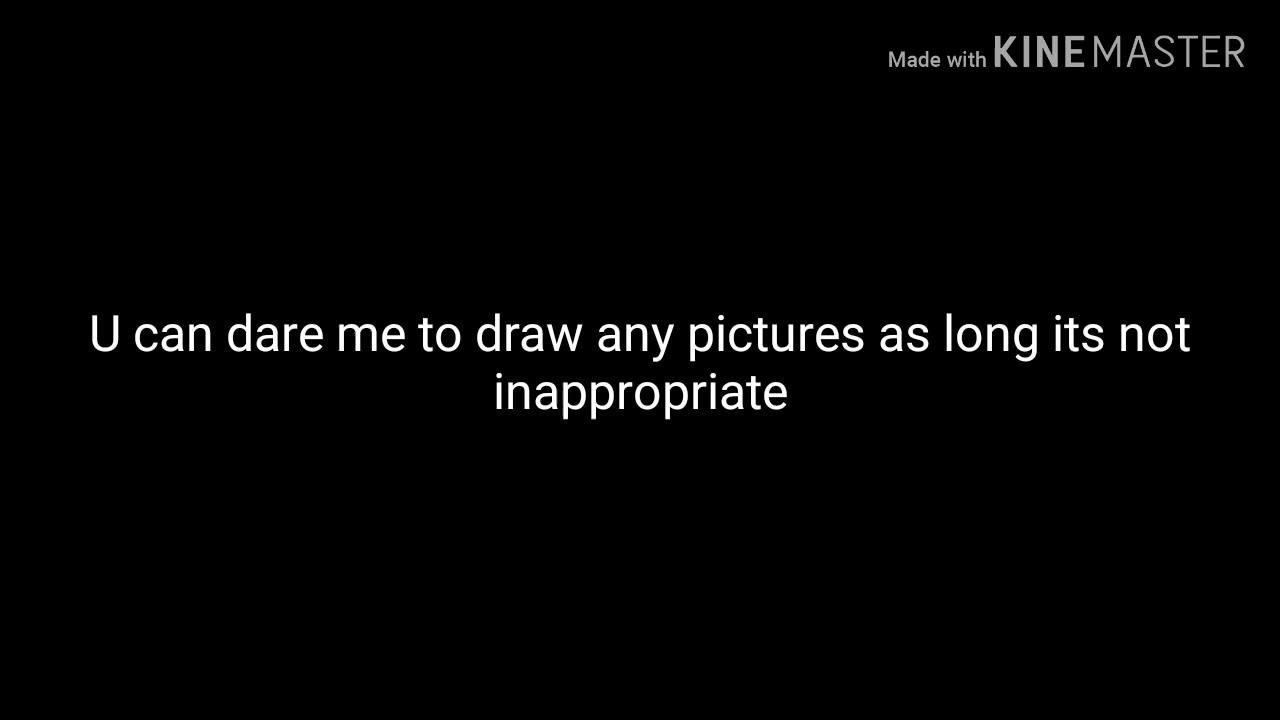 Made with KINEMASTER
U can dare me to draw any pictures as long its not
inappropriate